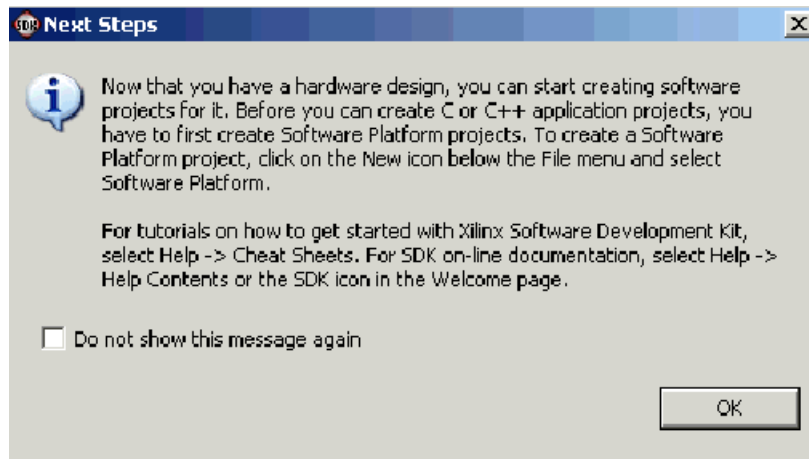 SDK Next Steps
Now that you have a hardware design, you can start creating software
projects for it. Before you can create C or C++ application projects, you
have to first create Software Platform projects. To create a Software
Platform project, click on the New icon below the File menu and select
Software Platform.
For tutorials on how to get started with Xilinx Software Development Kit,
select Help -> Cheat Sheets. For SDK on-line documentation, select Help ->
Help Contents or the SDK icon in the Welcome page.
Do not show this message again
OK